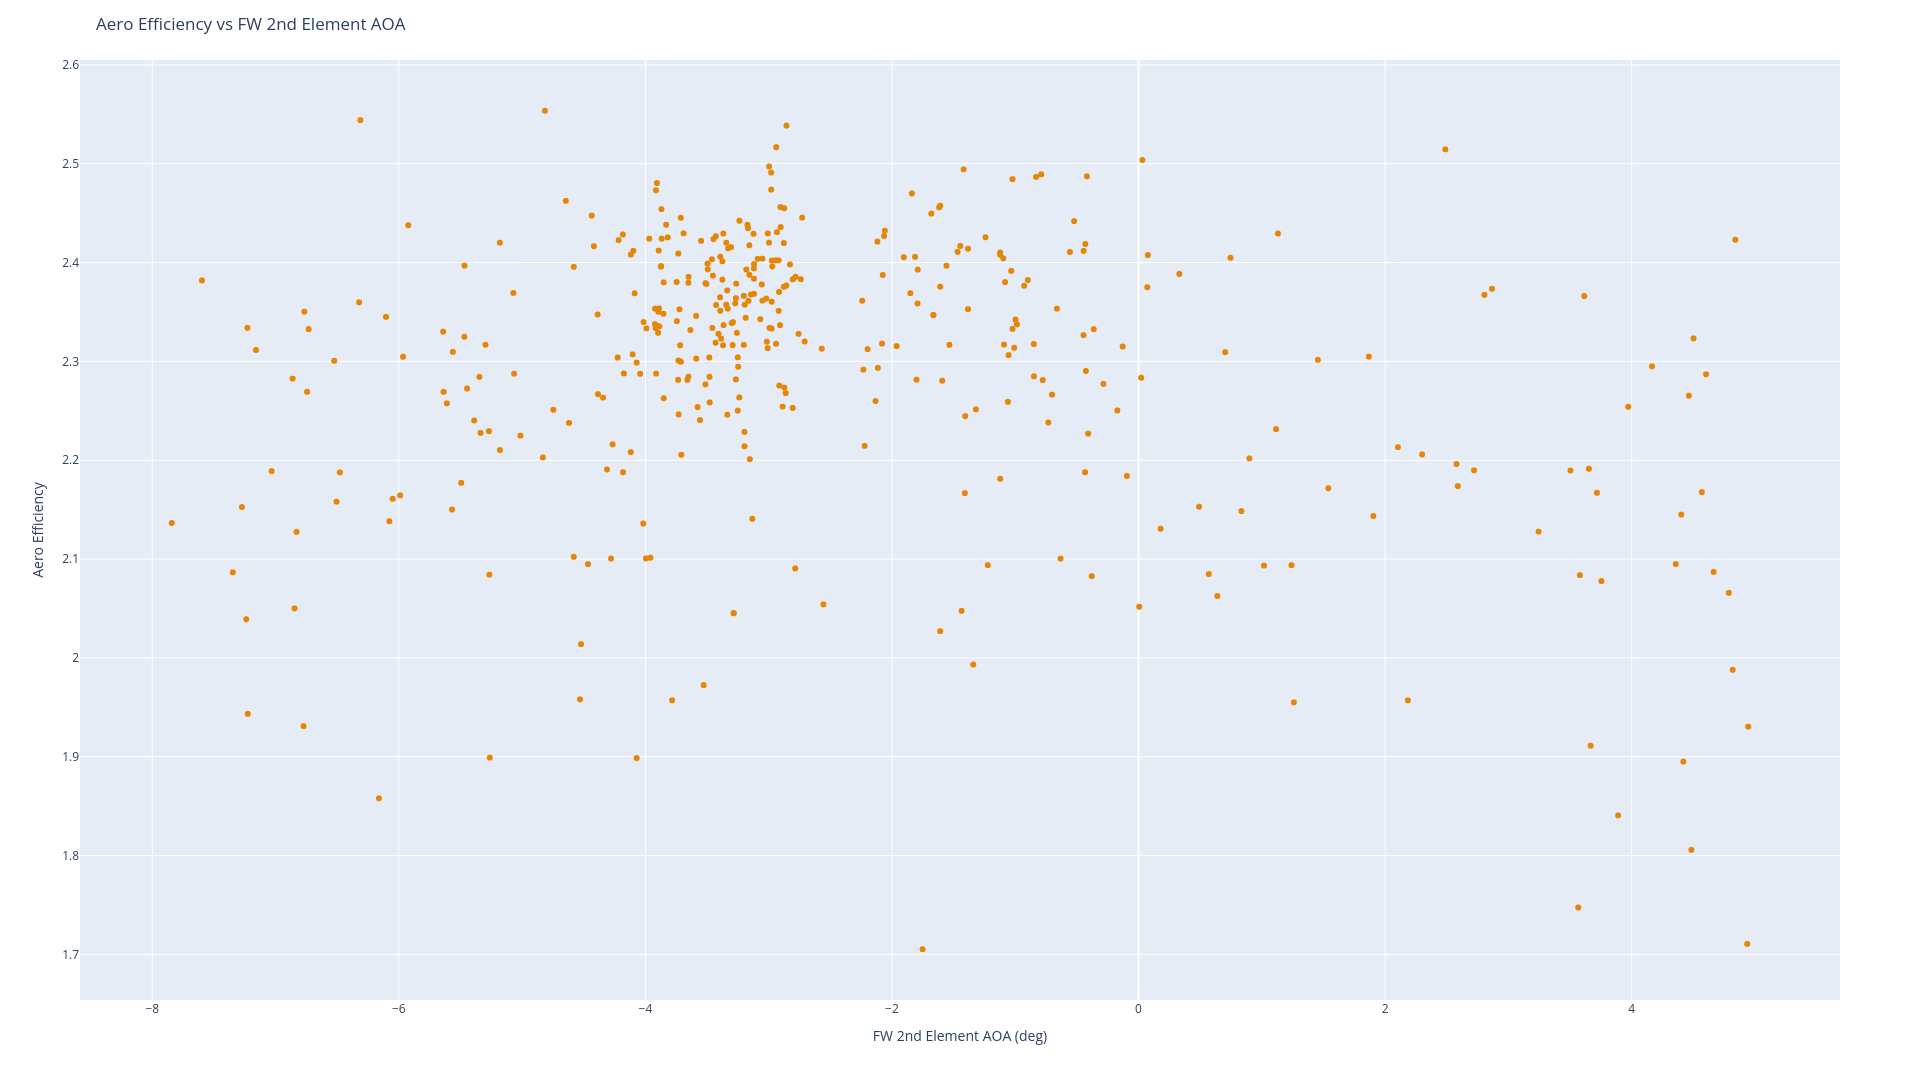 Aero Efficiency vs FW 2nd Element AOA
2.6
2.5
2.4
2.3
2.2
2.1
2
1.9
1.8
1.7
Aero Efficiency
−8 −6 −4 −2 0 2 4
FW 2nd Element AOA (deg)